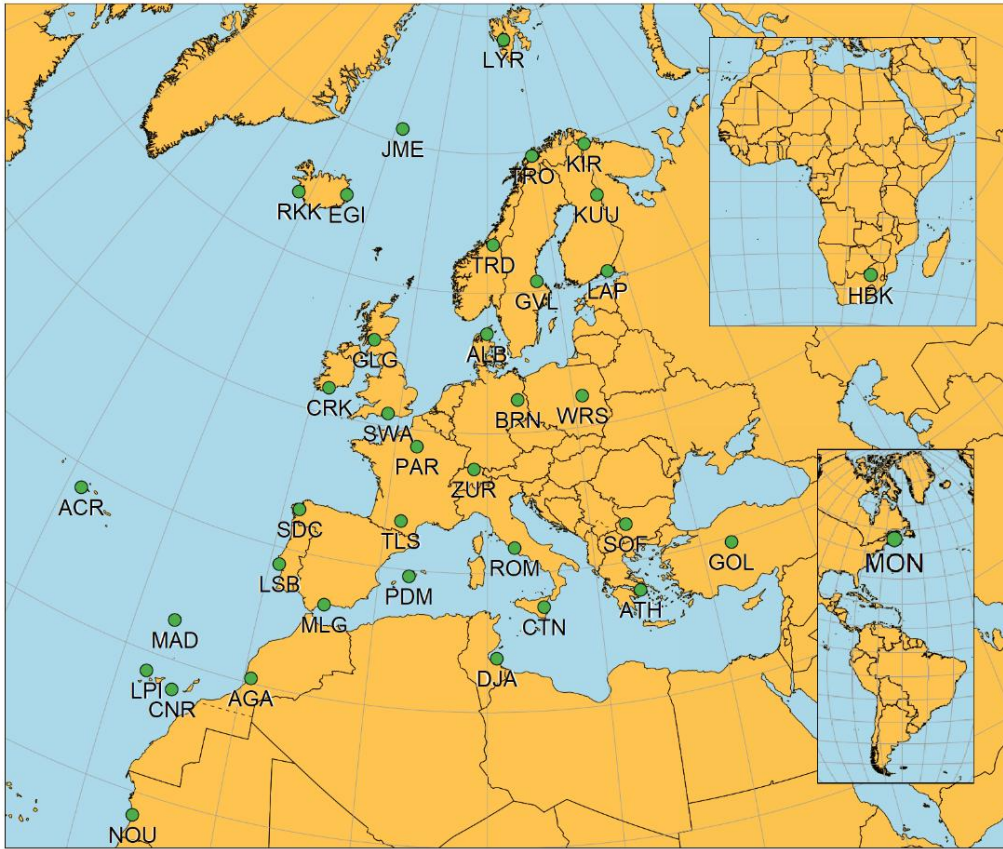 LYR
JME
TRO
KIR
RKK
EGI
KUU
TRD
GVL
LAP
HBK
GLG
ALB
CRK
SWA
BRN
WRS
PAR
ZUR
ACR
SDC
TLS
SOF
GOL
MON
LSB
ROM
PDM
ATH
MLG
CTN
MAD
DJA
LPI
CNR
AGA
NOU